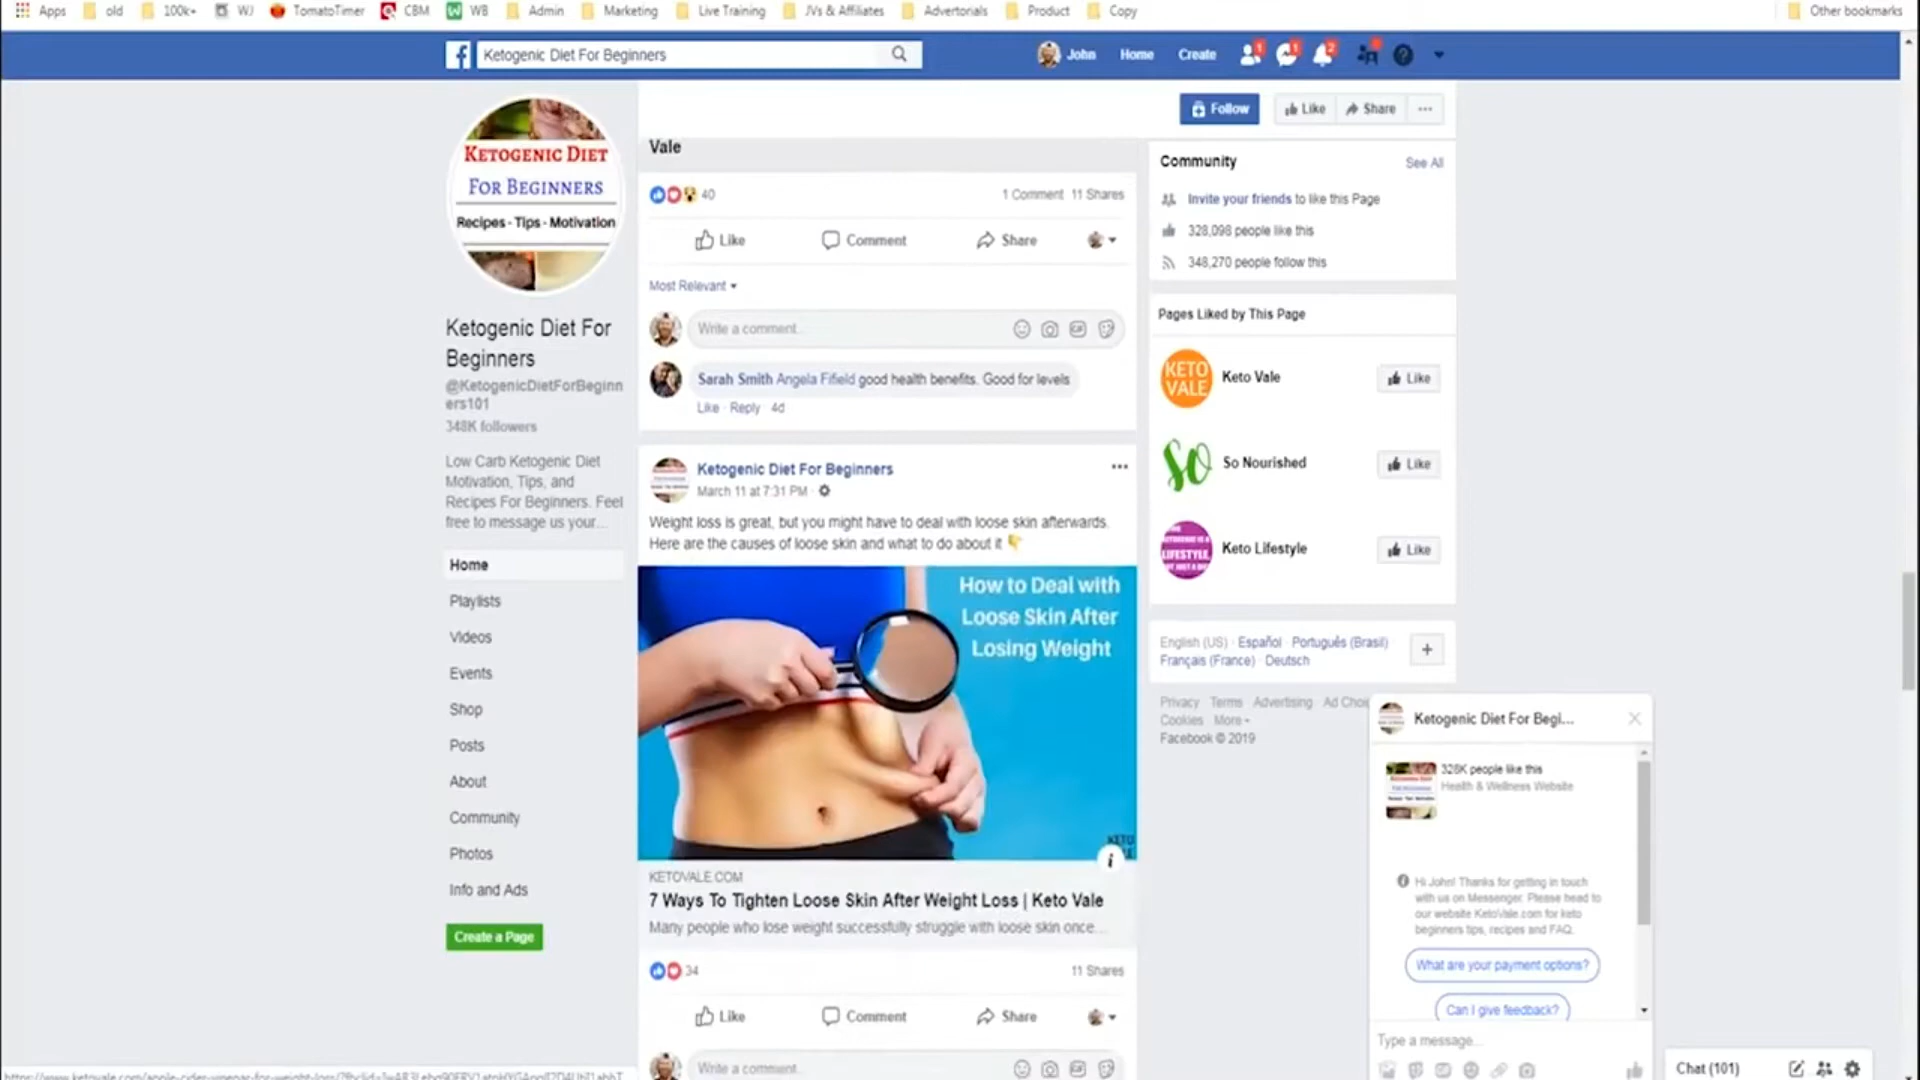 Apps old 100k+ WJ TomatoTimer CBM WB Admin Marketing Live Training JVs & Affiliates Advertorials Product Copy Other bookmarks
Ketogenic Diet For Beginners
John Home Create 1 1 2
KETOGENIC DIET
FOR BEGINNERS
Recipes - Tips - Motivation
Ketogenic Diet For
Beginners
@KetogenicDietForBeginn
ers101
348K followers
Low Carb Ketogenic Diet
Motivation, Tips, and
Recipes For Beginners. Feel
free to message us your...
Home
Playlists
Videos
Events
Shop
Posts
About
Community
Photos
Info and Ads
Create a Page
Follow Like Share ...
Vale
40 1 Comment 11 Shares
Like Comment Share
Most Relevant
Write a comment...
Sarah Smith Angela Fifield good health benefits. Good for levels
Like · Reply · 4d
Ketogenic Diet For Beginners
March 11 at 7:31 PM ·
Weight loss is great, but you might have to deal with loose skin afterwards.
Here are the causes of loose skin and what to do about it
How to Deal with
Loose Skin After
Losing Weight
KETO
KETOVALE.COM
7 Ways To Tighten Loose Skin After Weight Loss | Keto Vale
Many people who lose weight successfully struggle with loose skin once...
34 11 Shares
Like Comment Share
Write a comment...
Community See All
Invite your friends to like this Page
328,098 people like this
348,270 people follow this
Pages Liked by This Page
KETO
VALE
Keto Vale Like
So
So Nourished Like
LIFESTYLE,
Keto Lifestyle Like
English (US) · Español · Português (Brasil) ·
Français (France) · Deutsch
Privacy · Terms · Advertising · Ad Choi
Cookies · More
Facebook © 2019
Ketogenic Diet For Begi...
328K people like this
Health & Wellness Website
Hi John! Thanks for getting in touch
with us on Messenger. Please head to
our website KetoVale.com for keto
beginners tips, recipes and FAQ.
What are your payment options?
Can I give feedback?
Type a message...
Chat (101)